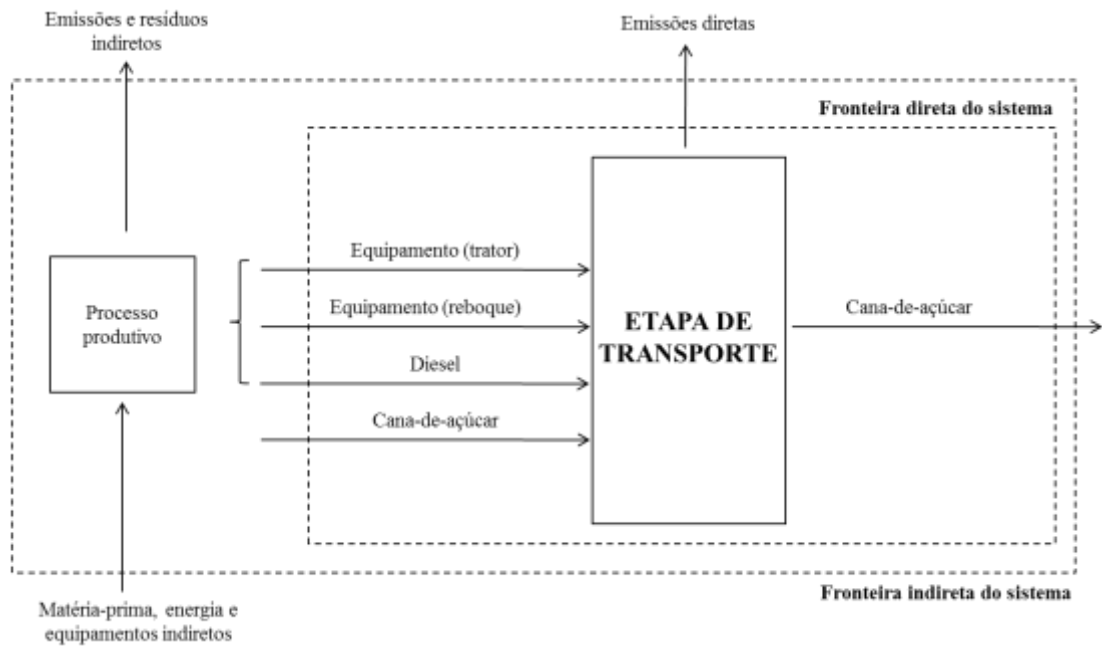 Emissões e resíduos
indiretos
Emissões diretas
Fronteira direta do sistema
Equipamento (trator)
Equipamento (reboque)
Diesel
Cana-de-açúcar
Processo
produtivo
ETAPA DE
TRANSPORTE
Cana-de-açúcar
Fronteira indireta do sistema
Matéria-prima, energia e
equipamentos indiretos